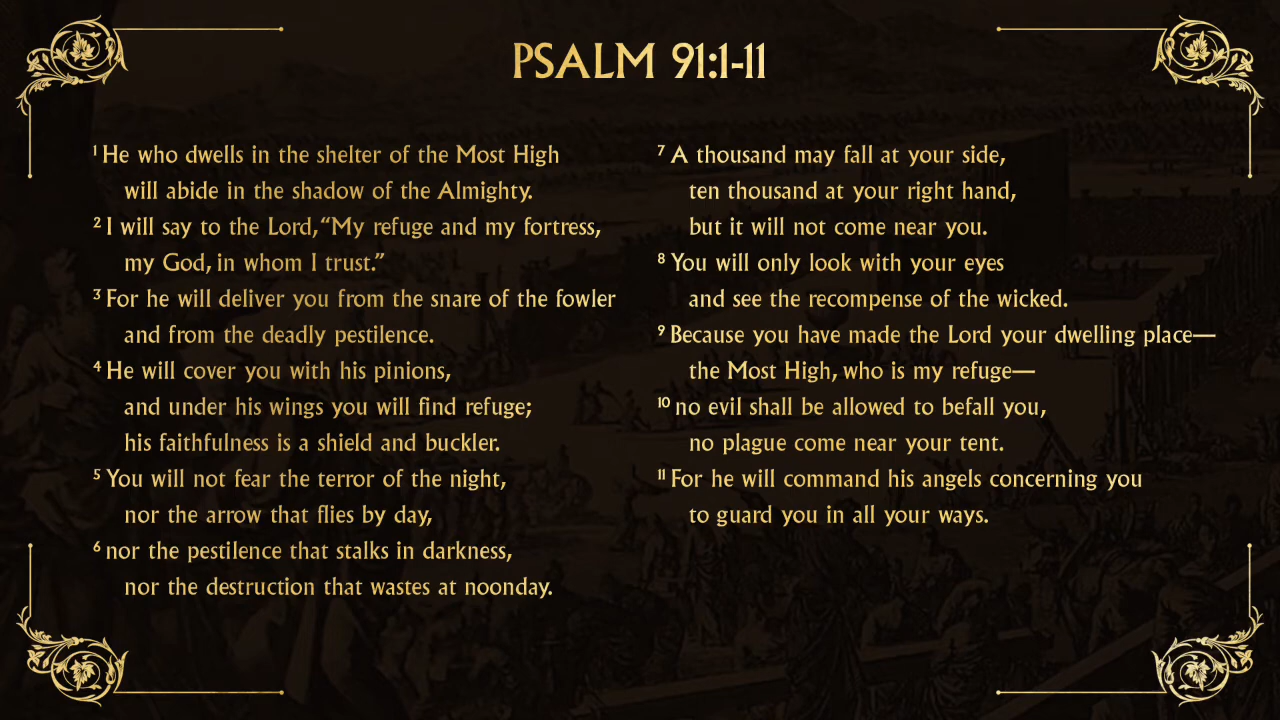 PSALM 91:1-11
¹ He who dwells in the shelter of the Most High
will abide in the shadow of the Almighty.
² I will say to the Lord, “My refuge and my fortress,
my God, in whom I trust.”
³ For he will deliver you from the snare of the fowler
and from the deadly pestilence.
⁴ He will cover you with his pinions,
and under his wings you will find refuge;
his faithfulness is a shield and buckler.
⁵ You will not fear the terror of the night,
nor the arrow that flies by day,
⁶ nor the pestilence that stalks in darkness,
nor the destruction that wastes at noonday.
⁷ A thousand may fall at your side,
ten thousand at your right hand,
but it will not come near you.
⁸ You will only look with your eyes
and see the recompense of the wicked.
⁹ Because you have made the Lord your dwelling place—
the Most High, who is my refuge—
¹⁰ no evil shall be allowed to befall you,
no plague come near your tent.
¹¹ For he will command his angels concerning you
to guard you in all your ways.